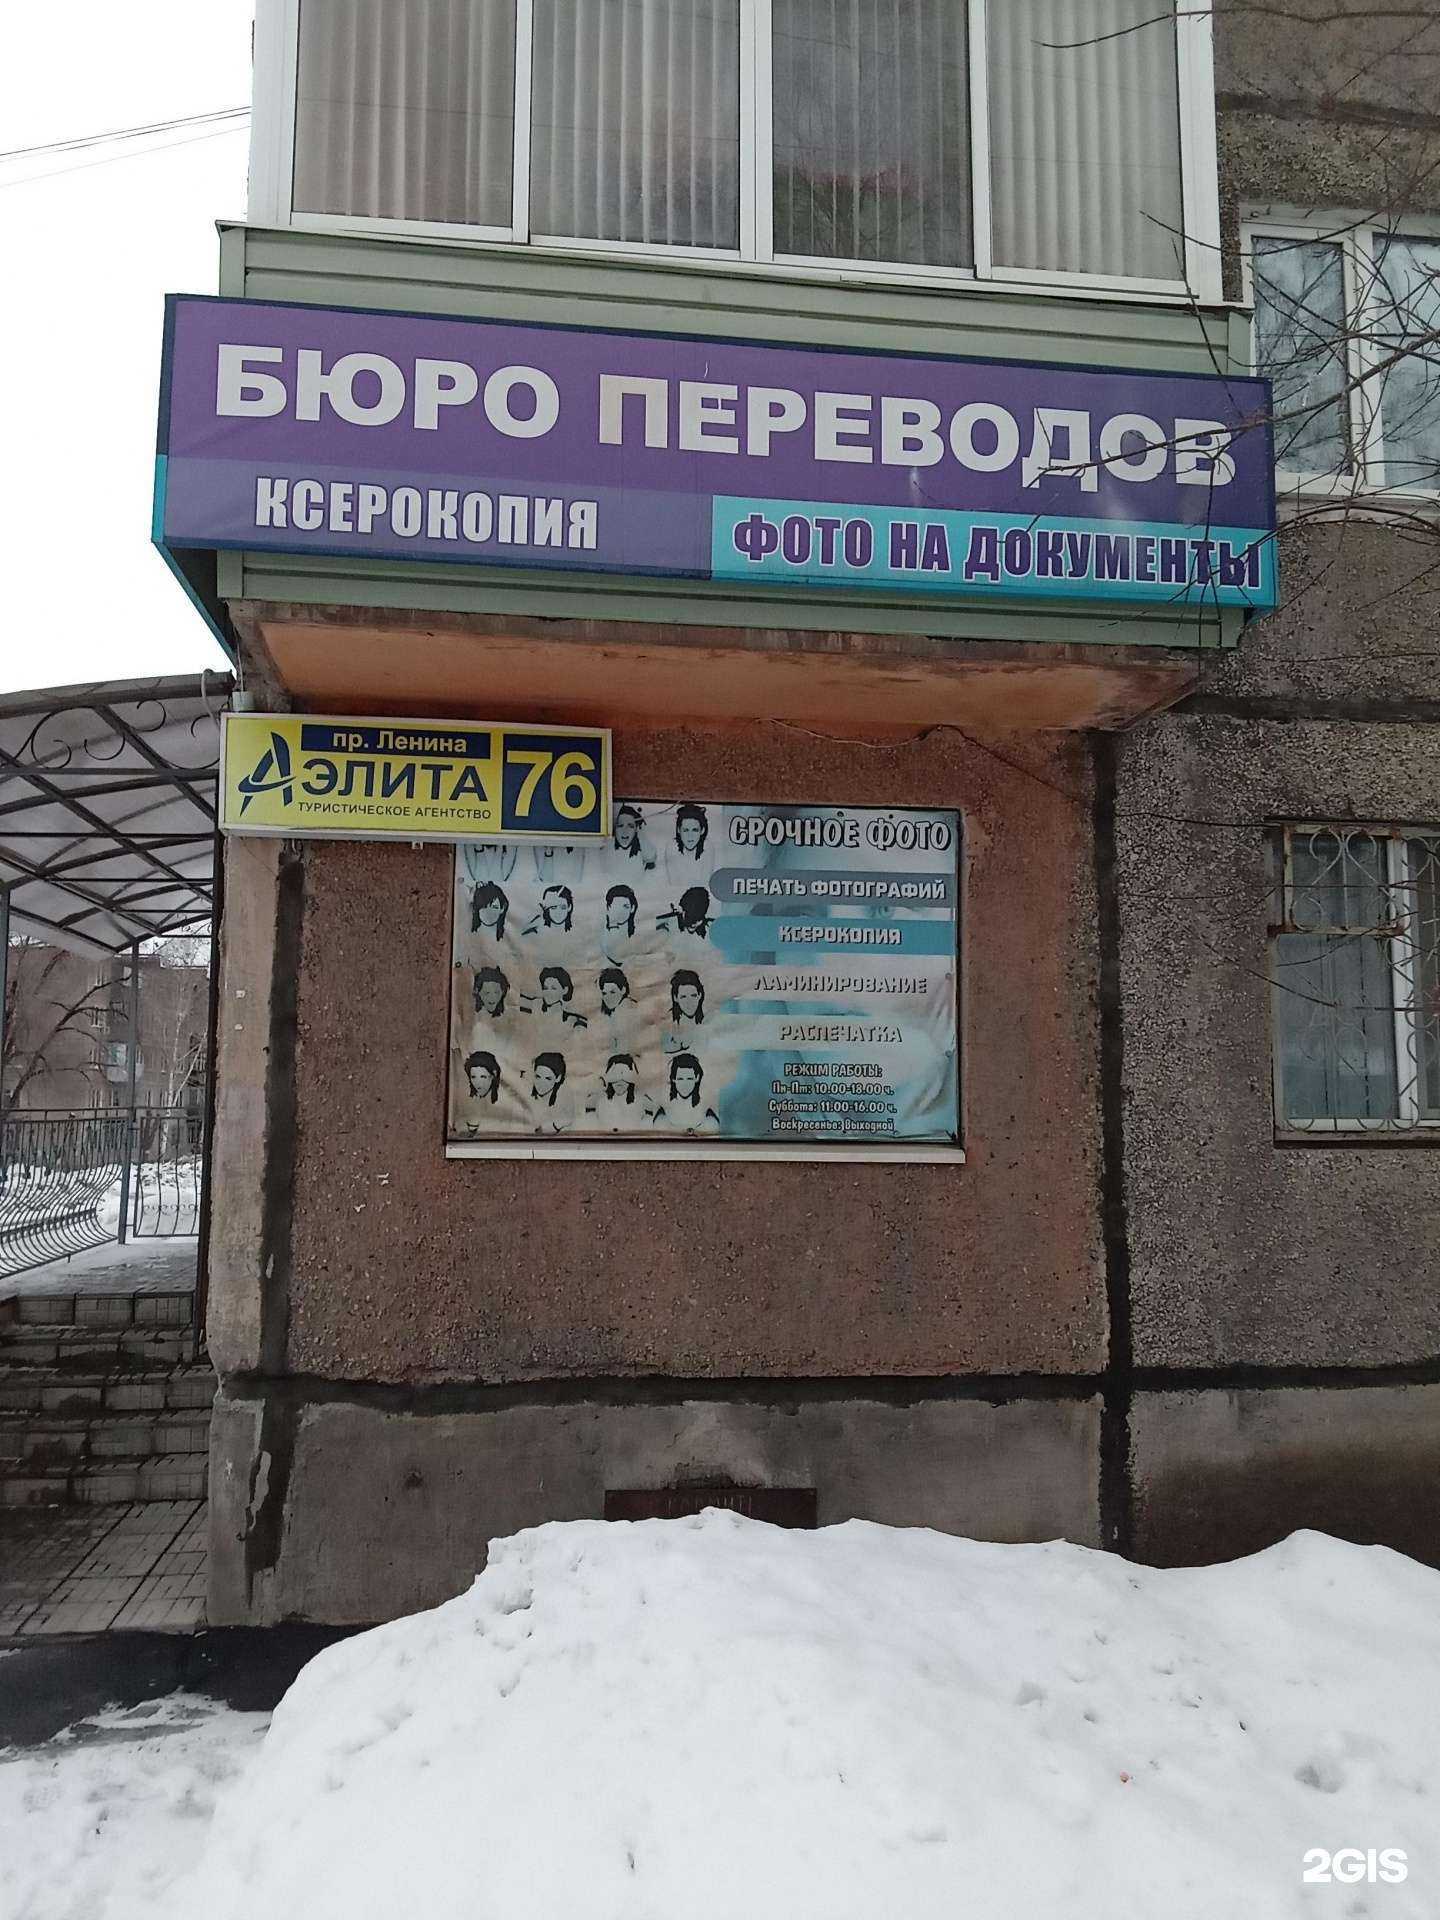 БЮРО ПЕРЕВОДОВ
КСЕРОКОПИЯ
ФОТО НА ДОКУМЕНТЫ
пр. Ленина
АЭЛИТА
ТУРИСТИЧЕСКОЕ АГЕНТСТВО
76
СРОЧНОЕ ФОТО
ПЕЧАТЬ ФОТОГРАФИЙ
КСЕРОКОПИЯ
ЛАМИНИРОВАНИЕ
РАСПЕЧАТКА
РЕЖИМ РАБОТЫ:
Пн-Пт: 10.00-18.00 ч.
Суббота: 11.00-16.00 ч.
Воскресенье: Выходной
2GIS